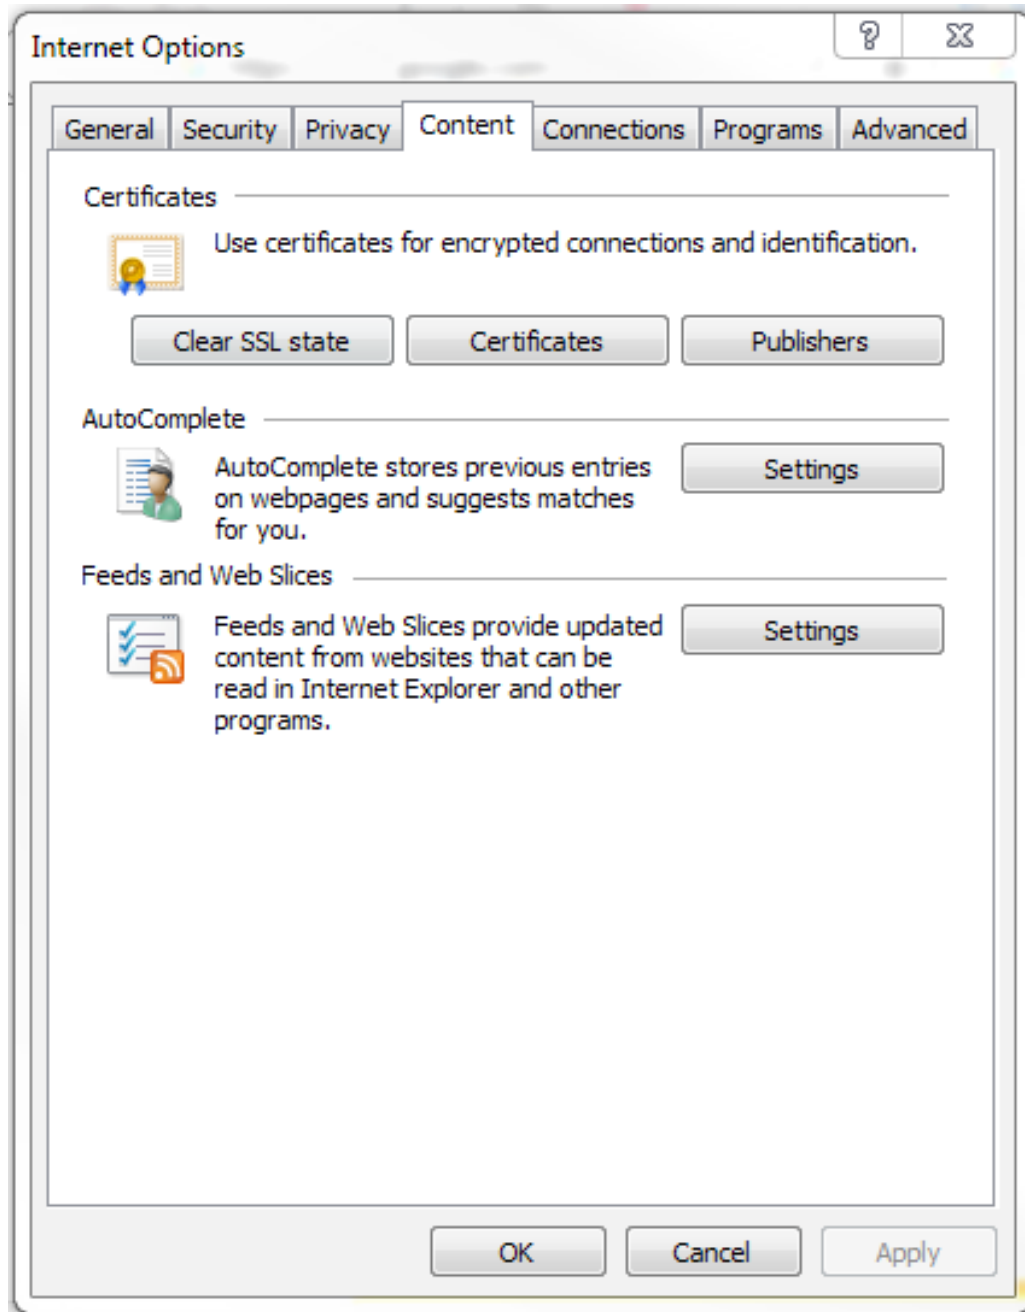 Internet Options
General Security Privacy Content Connections Programs Advanced
Certificates
Use certificates for encrypted connections and identification.
Clear SSL state Certificates Publishers
AutoComplete
AutoComplete stores previous entries
on webpages and suggests matches
for you.
Settings
Feeds and Web Slices
Feeds and Web Slices provide updated
content from websites that can be
read in Internet Explorer and other
programs.
Settings
OK Cancel Apply